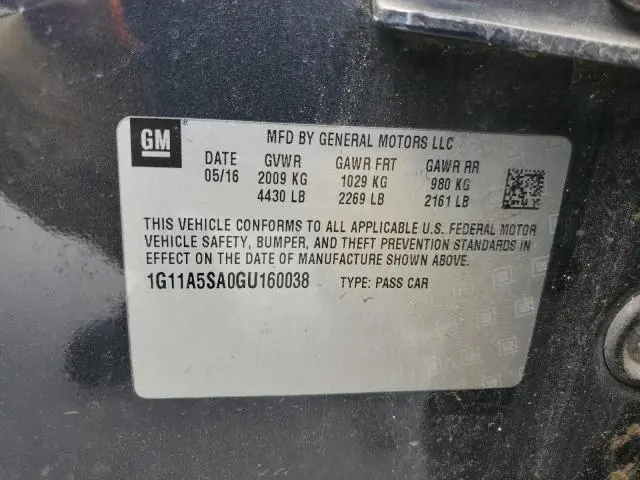 GM MFD BY GENERAL MOTORS LLC
DATE GVWR GAWR FRT GAWR RR
05/16 2009 KG 1029 KG 980 KG
4430 LB 2269 LB 2161 LB
THIS VEHICLE CONFORMS TO ALL APPLICABLE U.S. FEDERAL MOTOR
VEHICLE SAFETY, BUMPER, AND THEFT PREVENTION STANDARDS IN
EFFECT ON THE DATE OF MANUFACTURE SHOWN ABOVE.
1G11A5SA0GU160038 TYPE: PASS CAR